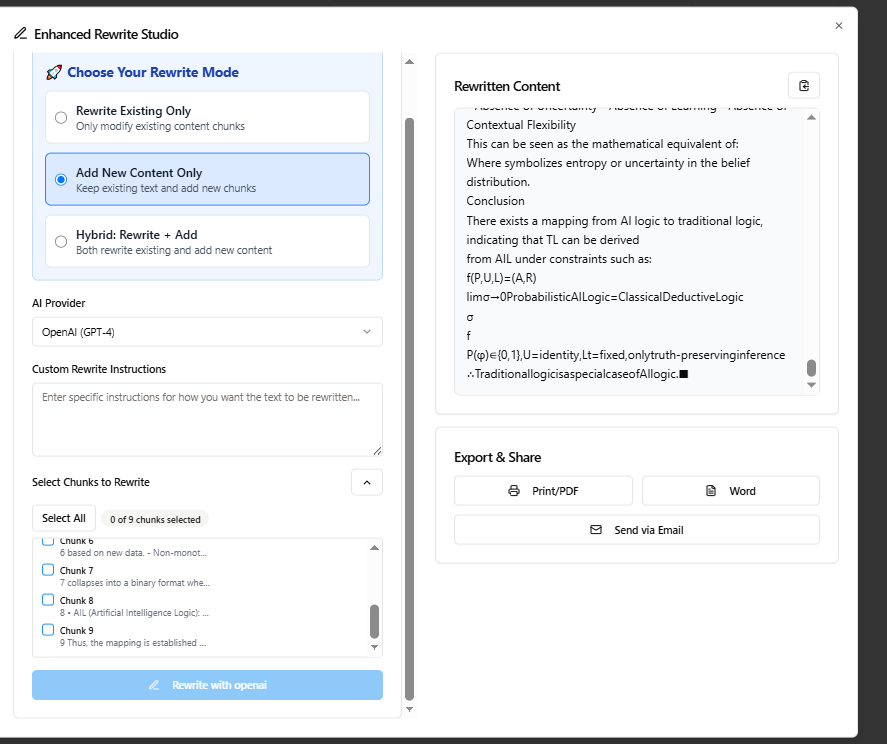 Enhanced Rewrite Studio
×
🚀 Choose Your Rewrite Mode
Rewrite Existing Only
Only modify existing content chunks
Add New Content Only
Keep existing text and add new chunks
Hybrid: Rewrite + Add
Both rewrite existing and add new content
AI Provider
OpenAI (GPT-4)
Custom Rewrite Instructions
Enter specific instructions for how you want the text to be rewritten...
Select Chunks to Rewrite
Select All
0 of 9 chunks selected
Chunk 6
6 based on new data. - Non-monot...
Chunk 7
7 collapses into a binary format whe...
Chunk 8
8 • AIL (Artificial Intelligence Logic): ...
Chunk 9
9 Thus, the mapping is established ...
Rewrite with openai
Rewritten Content
- Absence of Uncertainty - Absence of Learning - Absence of
Contextual Flexibility
This can be seen as the mathematical equivalent of:
Where symbolizes entropy or uncertainty in the belief
distribution.
Conclusion
There exists a mapping from AI logic to traditional logic,
indicating that TL can be derived
from AIL under constraints such as:
f(P,U,L)=(A,R)
limσ→0ProbabilisticAILogic=ClassicalDeductiveLogic
σ
f
P(φ)∈{0,1},U=identity,Lt=fixed,onlytruth-preservinginference
∴TraditionallogicisaspecialcaseofAIlogic.■
Export & Share
Print/PDF
Word
Send via Email